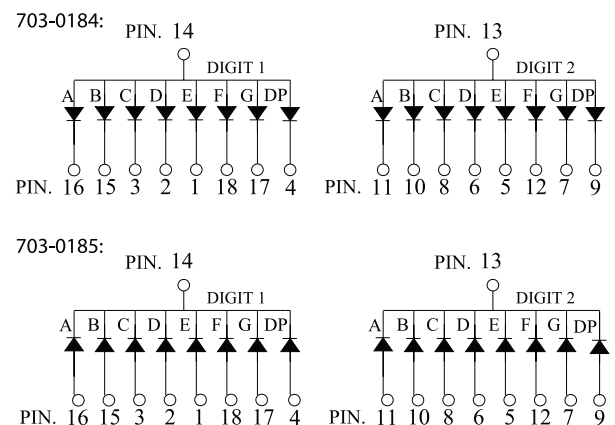 703-0184:
PIN. 14 PIN. 13
DIGIT 1 DIGIT 2
A B C D E F G DP A B C D E F G DP
PIN. 16 15 3 2 1 18 17 4 PIN. 11 10 8 6 5 12 7 9
703-0185:
PIN. 14 PIN. 13
DIGIT 1 DIGIT 2
A B C D E F G DP A B C D E F G DP
PIN. 16 15 3 2 1 18 17 4 PIN. 11 10 8 6 5 12 7 9